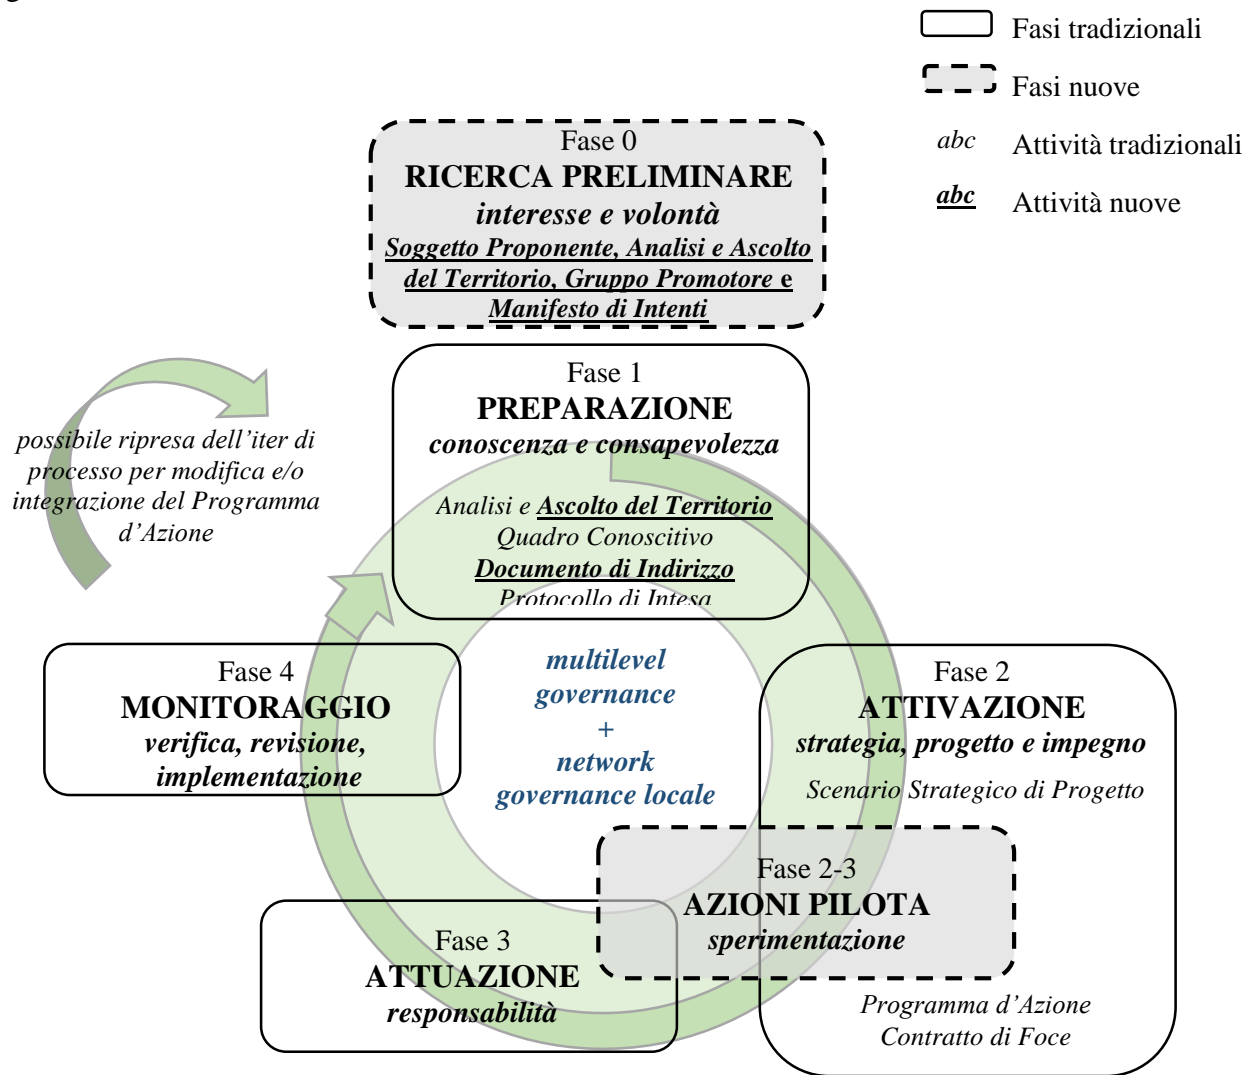 Fasi tradizionali
Fasi nuove
abc Attività tradizionali
abc Attività nuove
Fase 0
RICERCA PRELIMINARE
interesse e volontà
Soggetto Proponente, Analisi e Ascolto
del Territorio, Gruppo Promotore e
Manifesto di Intenti
Fase 1
PREPARAZIONE
conoscenza e consapevolezza
Analisi e Ascolto del Territorio
Quadro Conoscitivo
Documento di Indirizzo
Protocollo di Intesa
possibile ripresa dell’iter di
processo per modifica e/o
integrazione del Programma
d’Azione
Fase 4
MONITORAGGIO
verifica, revisione,
implementazione
multilevel
governance
+
network
governance locale
Fase 2
ATTIVAZIONE
strategia, progetto e impegno
Scenario Strategico di Progetto
Fase 2-3
AZIONI PILOTA
sperimentazione
Fase 3
ATTUAZIONE
responsabilità
Programma d’Azione
Contratto di Foce